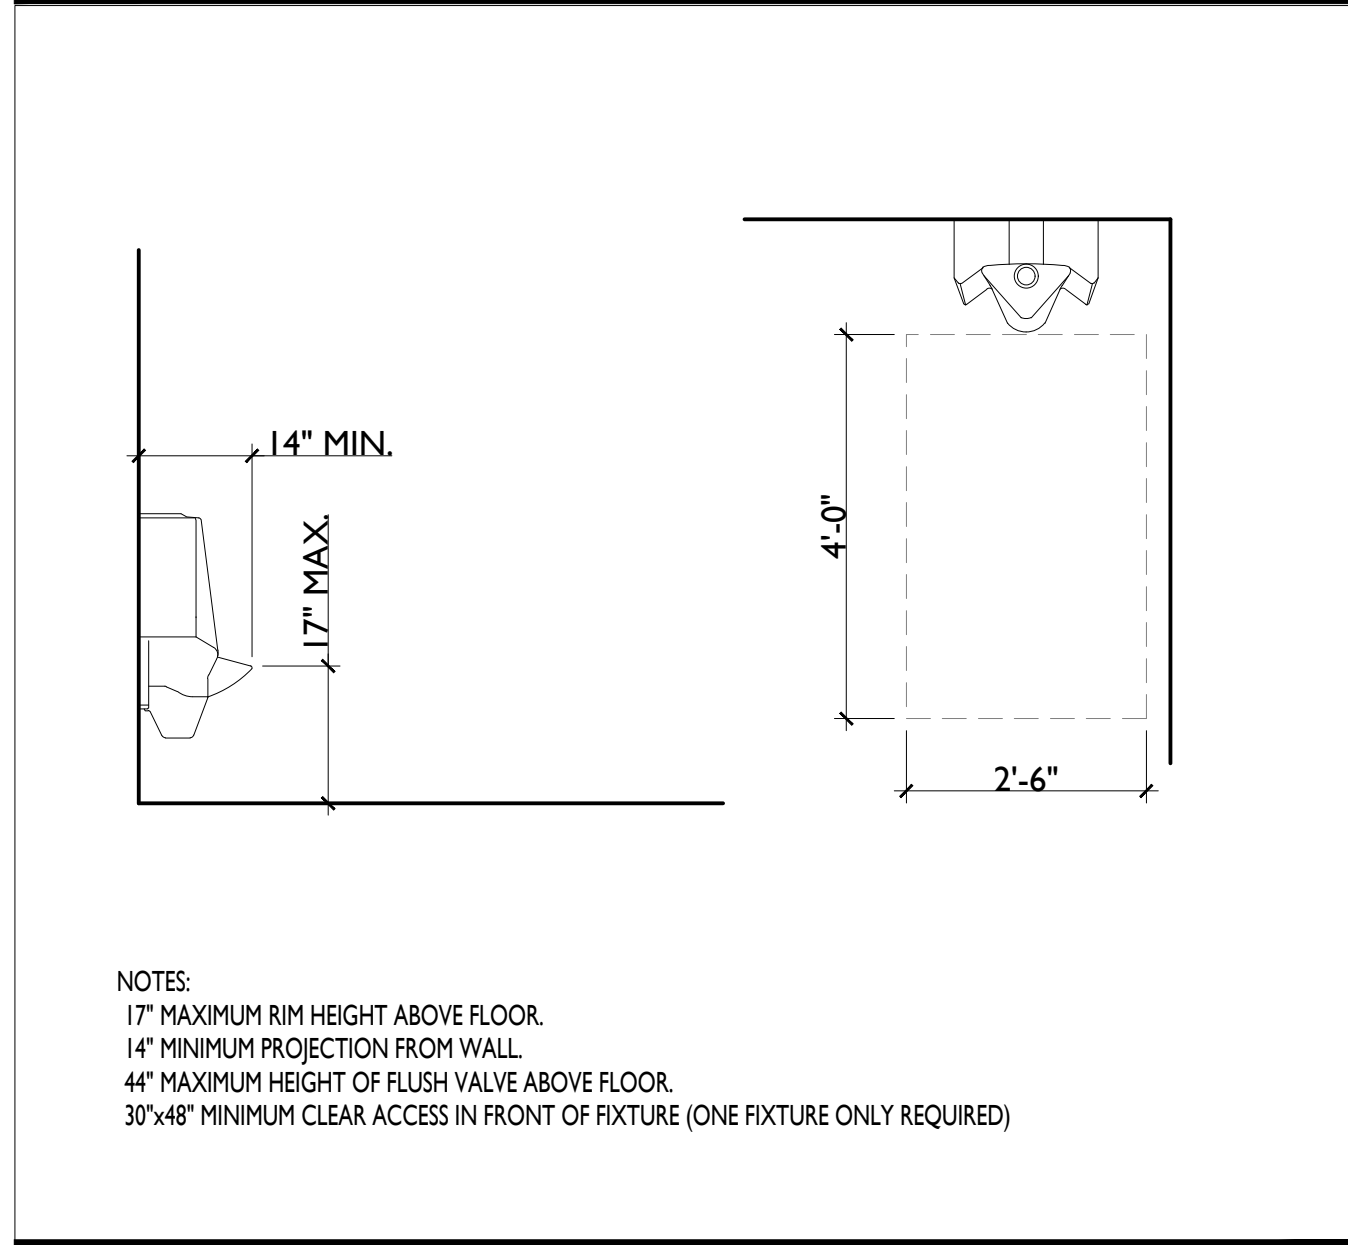 14" MIN.
17" MAX.
4'-0"
2'-6"
NOTES:
17" MAXIMUM RIM HEIGHT ABOVE FLOOR.
14" MINIMUM PROJECTION FROM WALL.
44" MAXIMUM HEIGHT OF FLUSH VALVE ABOVE FLOOR.
30"x48" MINIMUM CLEAR ACCESS IN FRONT OF FIXTURE (ONE FIXTURE ONLY REQUIRED)